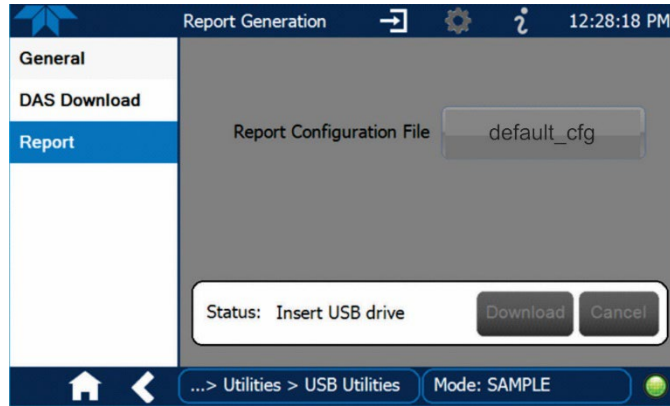 Report Generation
12:28:18 PM
General
DAS Download
Report
Report Configuration File
default_cfg
Status: Insert USB drive
Download
Cancel
...> Utilities > USB Utilities
Mode: SAMPLE